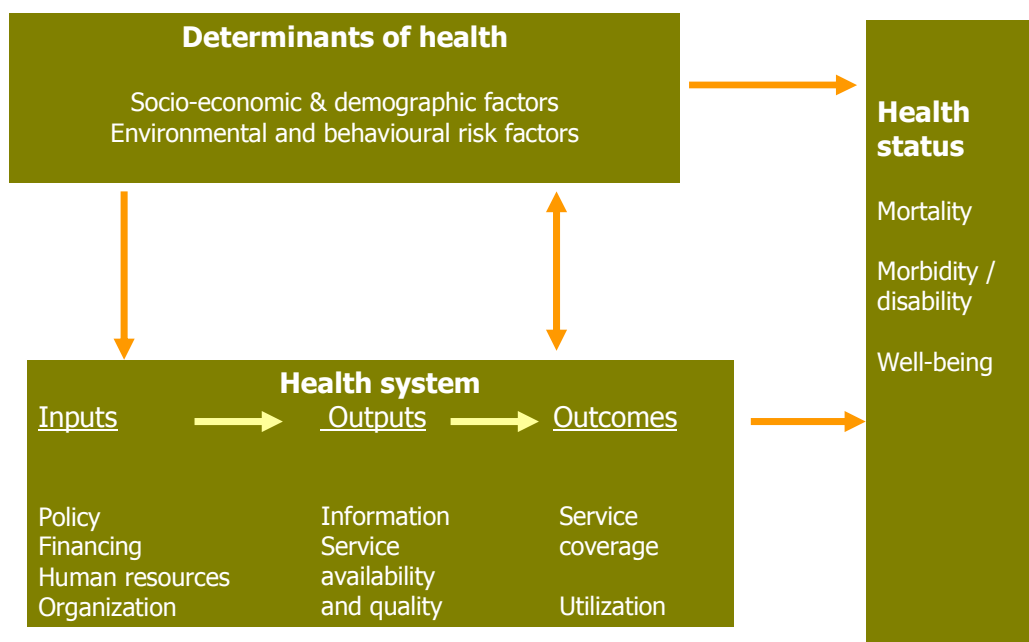 Determinants of health
Socio-economic & demographic factors
Environmental and behavioural risk factors
Health
status
Mortality
Morbidity /
disability
Well-being
Health system
Inputs
Outputs
Outcomes
Policy
Financing
Human resources
Organization
Information
Service
availability
and quality
Service
coverage
Utilization